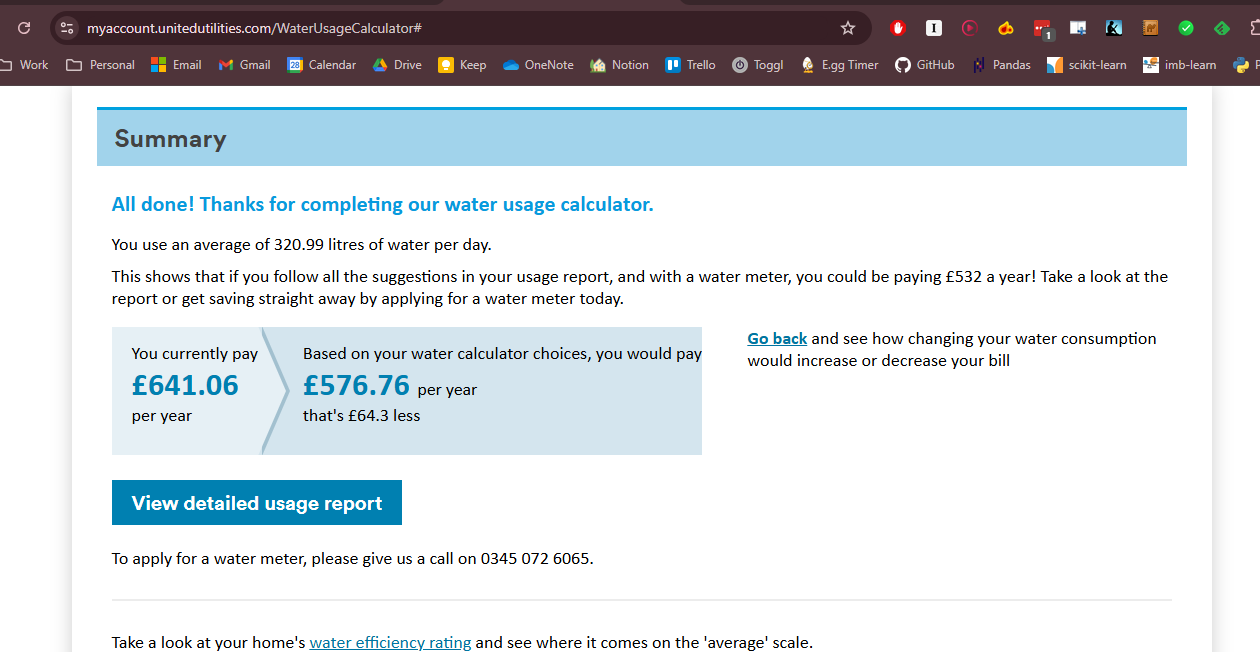 myaccount.unitedutilities.com/WaterUsageCalculator#
1
Work Personal Email Gmail 28 Calendar Drive Keep OneNote Notion Trello Toggl E.gg Timer GitHub Pandas scikit-learn imb-learn
Summary
All done! Thanks for completing our water usage calculator.
You use an average of 320.99 litres of water per day.
This shows that if you follow all the suggestions in your usage report, and with a water meter, you could be paying £532 a year! Take a look at the
report or get saving straight away by applying for a water meter today.
You currently pay
£641.06
per year
Based on your water calculator choices, you would pay
£576.76 per year
that's £64.3 less
Go back and see how changing your water consumption
would increase or decrease your bill
View detailed usage report
To apply for a water meter, please give us a call on 0345 072 6065.
Take a look at your home's water efficiency rating and see where it comes on the 'average' scale.